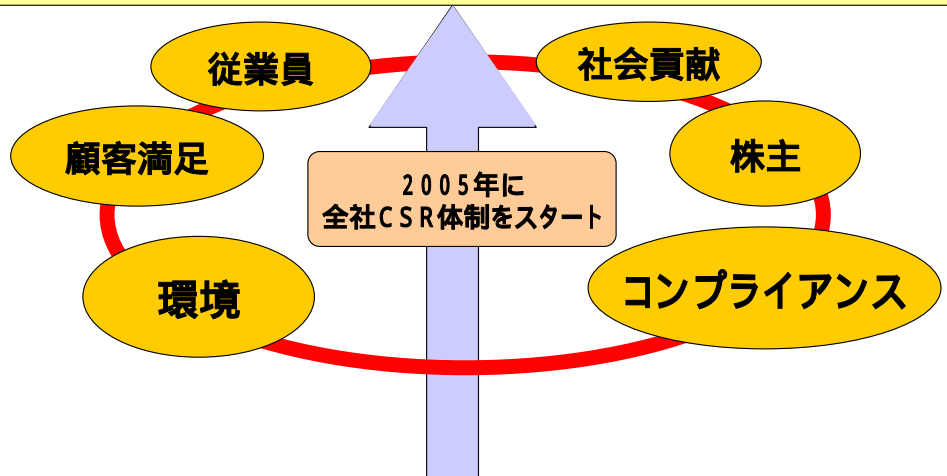 従業員
社会貢献
顧客満足
株主
2005年に
全社CSR体制をスタート
環境
コンプライアンス